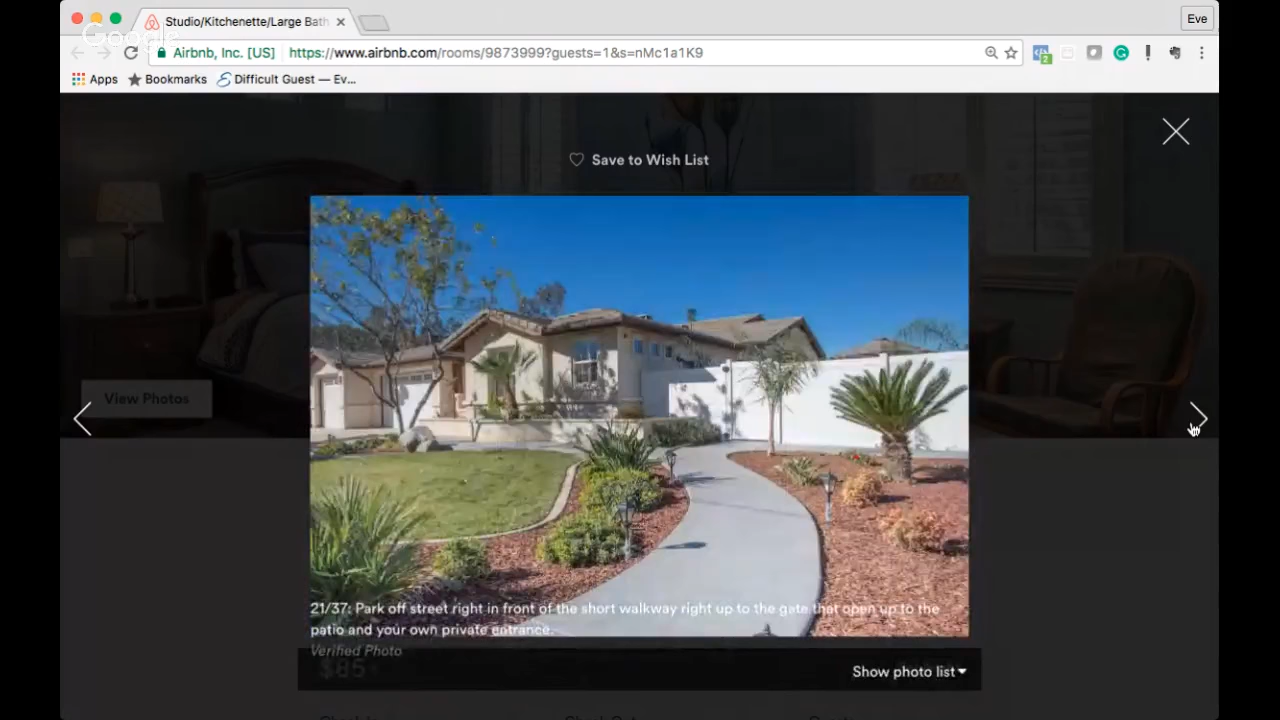 Studio/Kitchenette/Large Bath
Eve
Google
Airbnb, Inc. [US]
https://www.airbnb.com/rooms/9873999?guests=1&s=nMc1a1K9
2
Apps
Bookmarks
Difficult Guest — Ev...
Save to Wish List
View Photos
21/37: Park off street right in front of the short walkway right up to the gate that open up to the
patio and your own private entrance.
Verified Photo
$85
Show photo list